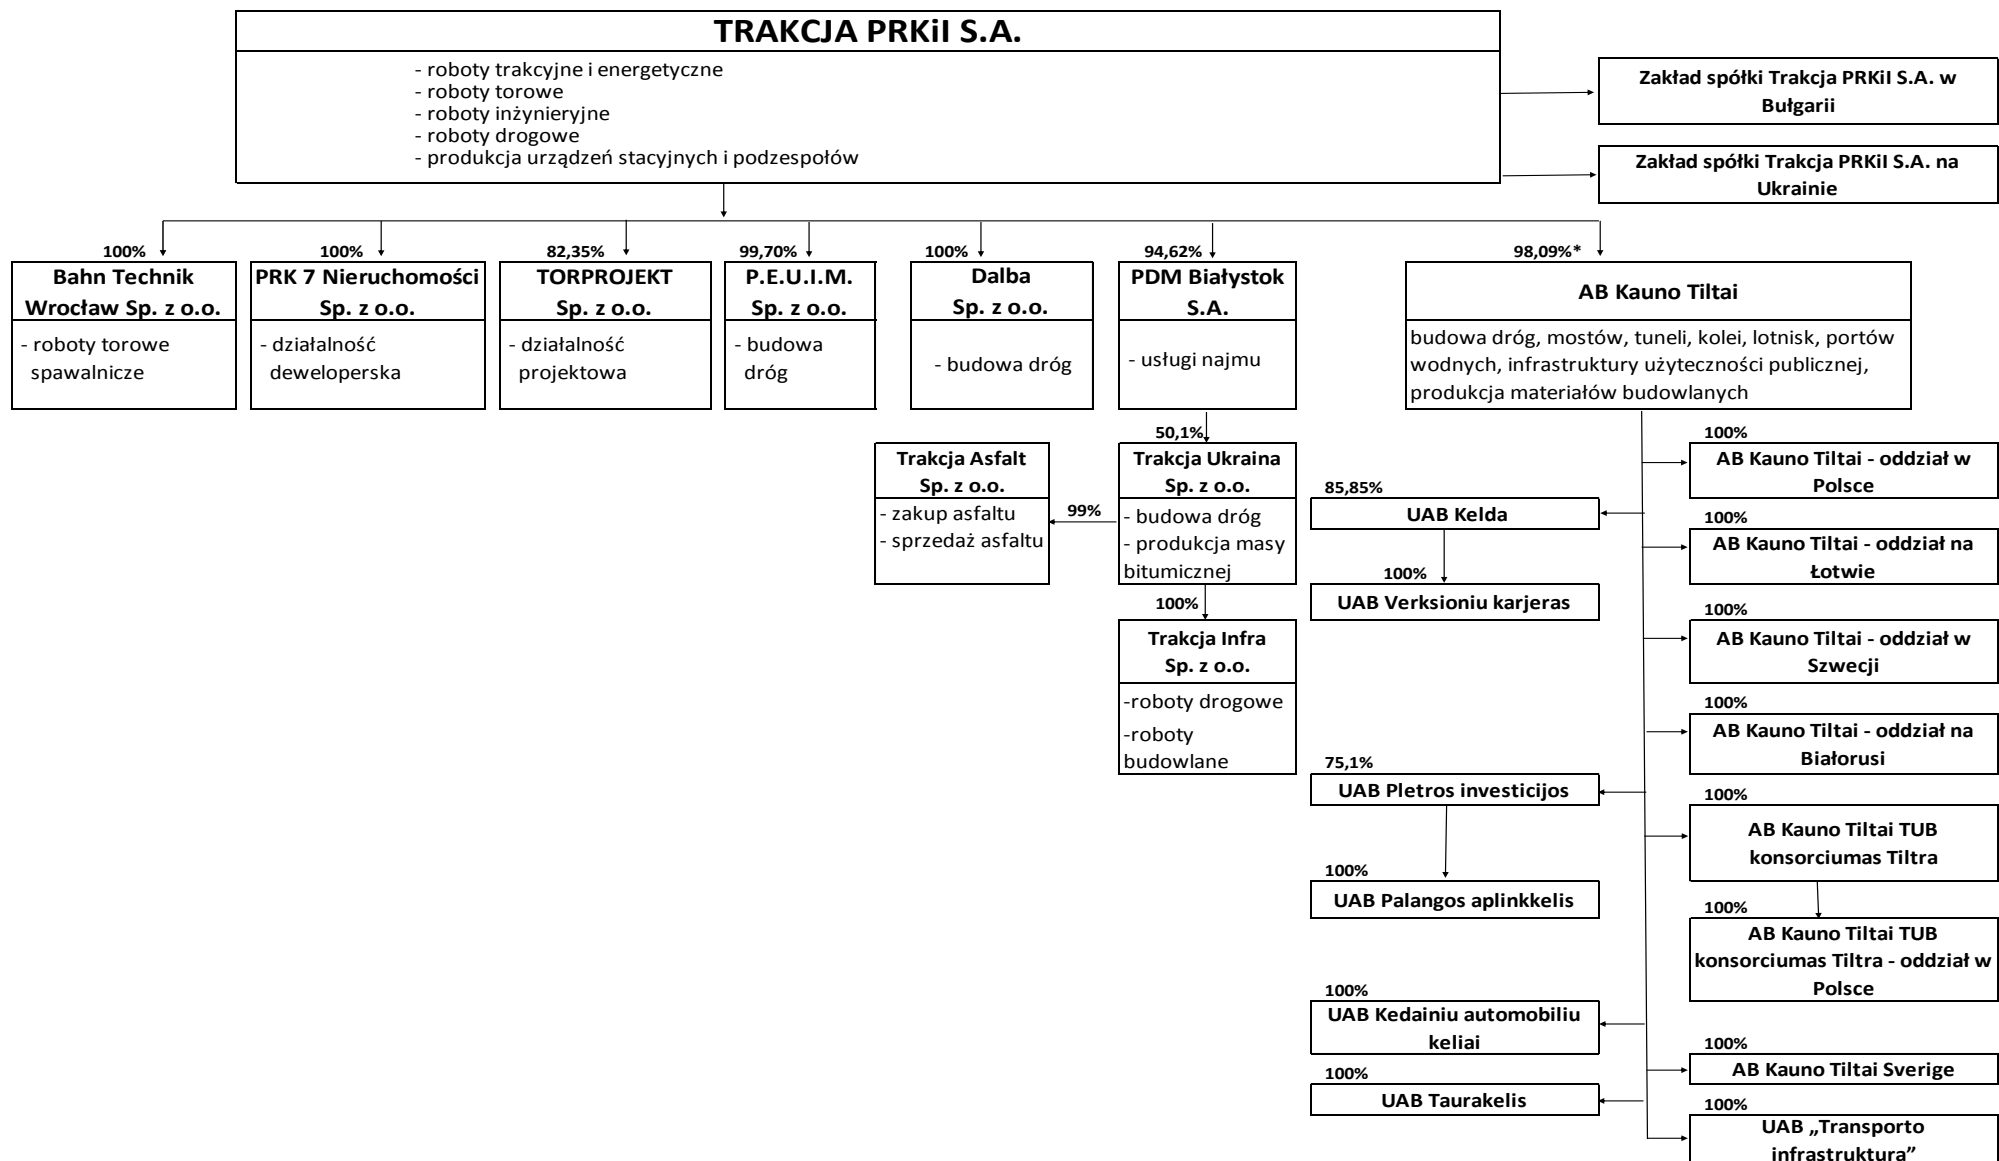 TRAKCJA PRKiI S.A.
- roboty trakcyjne i energetyczne
- roboty torowe
- roboty inżynieryjne
- roboty drogowe
- produkcja urządzeń stacyjnych i podzespołów
Zakład spółki Trakcja PRKiI S.A. w
Bułgarii
Zakład spółki Trakcja PRKiI S.A. na
Ukrainie
100%
Bahn Technik
Wrocław Sp. z o.o.
- roboty torowe
spawalnicze
100%
PRK 7 Nieruchomości
Sp. z o.o.
- działalność
deweloperska
82,35%
TORPROJEKT
Sp. z o.o.
- działalność
projektowa
99,70%
P.E.U.I.M.
Sp. z o.o.
- budowa
dróg
100%
Dalba
Sp. z o.o.
- budowa dróg
94,62%
PDM Białystok
S.A.
- usługi najmu
98,09%*
AB Kauno Tiltai
budowa dróg, mostów, tuneli, kolei, lotnisk, portów
wodnych, infrastruktury użyteczności publicznej,
produkcja materiałów budowlanych
50,1%
Trakcja Ukraina
Sp. z o.o.
- budowa dróg
- produkcja masy
bitumicznej
99%
Trakcja Asfalt
Sp. z o.o.
- zakup asfaltu
- sprzedaż asfaltu
100%
Trakcja Infra
Sp. z o.o.
-roboty drogowe
-roboty
budowlane
85,85%
UAB Kelda
100%
UAB Verksioniu karjeras
75,1%
UAB Pletros investicijos
100%
UAB Palangos aplinkkelis
100%
UAB Kedainiu automobiliu
keliai
100%
UAB Taurakelis
100%
AB Kauno Tiltai - oddział w
Polsce
100%
AB Kauno Tiltai - oddział na
Łotwie
100%
AB Kauno Tiltai - oddział w
Szwecji
100%
AB Kauno Tiltai - oddział na
Białorusi
100%
AB Kauno Tiltai TUB
konsorciumas Tiltra
100%
AB Kauno Tiltai TUB
konsorciumas Tiltra - oddział w
Polsce
100%
AB Kauno Tiltai Sverige
100%
UAB „Transporto
infrastruktura”